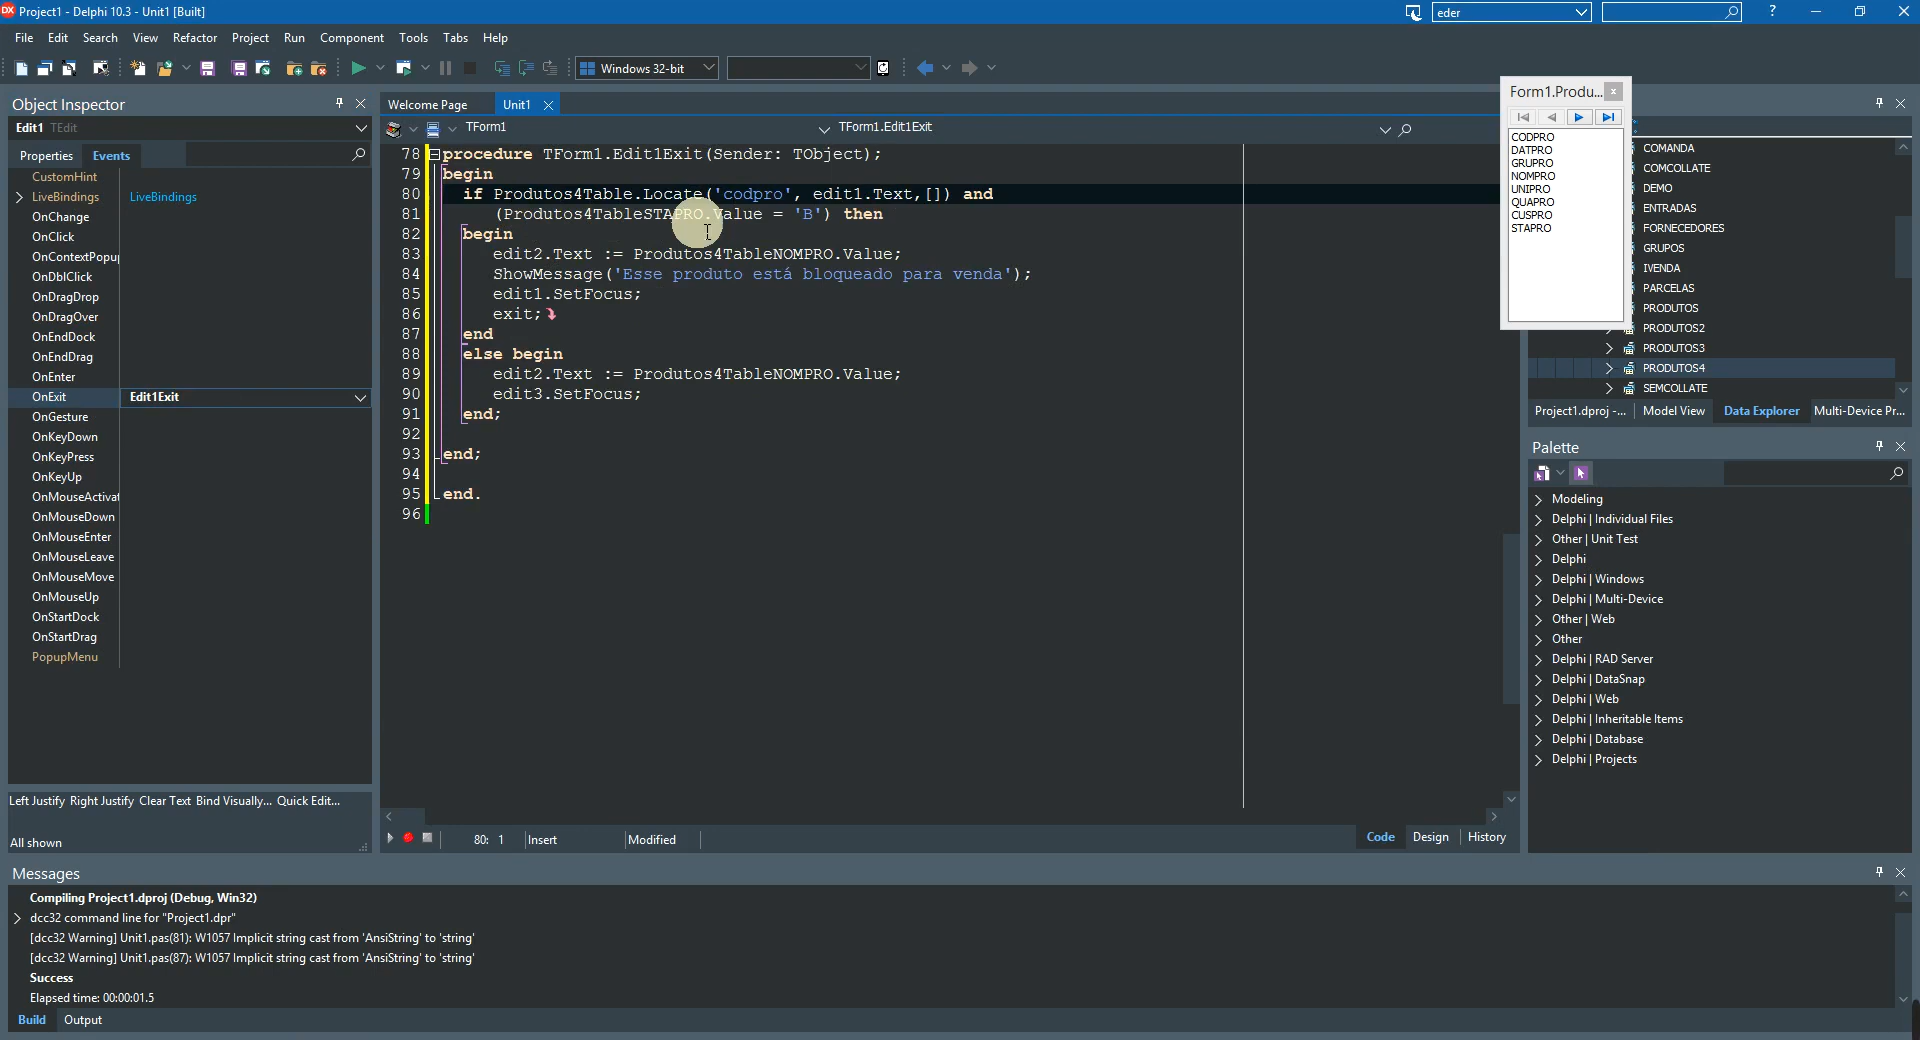 Project1 - Delphi 10.3 - Unit1 [Built]
eder
?
File Edit Search View Refactor Project Run Component Tools Tabs Help
Windows 32-bit
Object Inspector
Edit1 TEdit
Properties Events
CustomHint
LiveBindings LiveBindings
OnChange
OnClick
OnContextPopu
OnDblClick
OnDragDrop
OnDragOver
OnEndDock
OnEndDrag
OnEnter
OnExit Edit1Exit
OnGesture
OnKeyDown
OnKeyPress
OnKeyUp
OnMouseActivat
OnMouseDown
OnMouseEnter
OnMouseLeave
OnMouseMove
OnMouseUp
OnStartDock
OnStartDrag
PopupMenu
Left Justify Right Justify Clear Text Bind Visually... Quick Edit...
All shown
Welcome Page Unit1
TForm1 TForm1.Edit1Exit
78 procedure TForm1.Edit1Exit(Sender: TObject);
79 begin
80 if Produtos4Table.Locate('codpro', edit1.Text,[]) and
81 (Produtos4TableSTAPRO.Value = 'B') then
82 begin
83 edit2.Text := Produtos4TableNOMPRO.Value;
84 ShowMessage('Esse produto está bloqueado para venda');
85 edit1.SetFocus;
86 exit;
87 end
88 else begin
89 edit2.Text := Produtos4TableNOMPRO.Value;
90 edit3.SetFocus;
91 end;
92
93 end;
94
95 end.
96
80: 1 Insert Modified
Code Design History
Form1.Produ...
CODPRO
DATPRO
GRUPRO
NOMPRO
UNIPRO
QUAPRO
CUSPRO
STAPRO
COMANDA
COMCOLLATE
DEMO
ENTRADAS
FORNECEDORES
GRUPOS
IVENDA
PARCELAS
PRODUTOS
PRODUTOS2
PRODUTOS3
PRODUTOS4
SEMCOLLATE
Project1.dproj -... Model View Data Explorer Multi-Device Pr...
Palette
Modeling
Delphi | Individual Files
Other | Unit Test
Delphi
Delphi | Windows
Delphi | Multi-Device
Other | Web
Other
Delphi | RAD Server
Delphi | DataSnap
Delphi | Web
Delphi | Inheritable Items
Delphi | Database
Delphi | Projects
Messages
Compiling Project1.dproj (Debug, Win32)
dcc32 command line for "Project1.dpr"
[dcc32 Warning] Unit1.pas(81): W1057 Implicit string cast from 'AnsiString' to 'string'
[dcc32 Warning] Unit1.pas(87): W1057 Implicit string cast from 'AnsiString' to 'string'
Success
Elapsed time: 00:00:01.5
Build Output